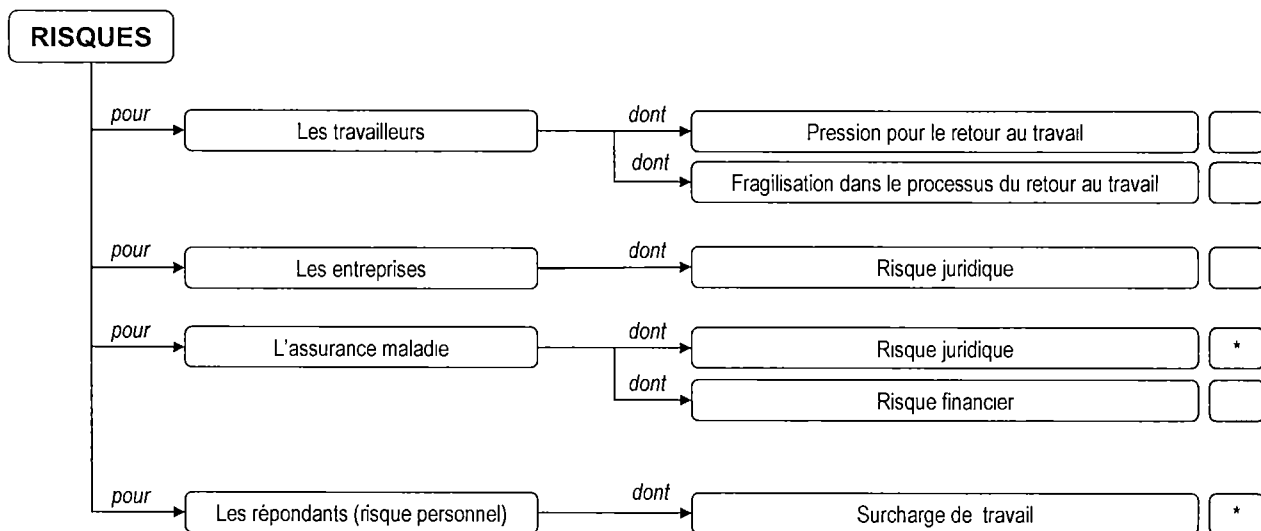 RISQUES
pour
Les travailleurs
dont
Pression pour le retour au travail
dont
Fragilisation dans le processus du retour au travail
pour
Les entreprises
dont
Risque juridique
pour
L'assurance maladie
dont
Risque juridique
*
dont
Risque financier
pour
Les répondants (risque personnel)
dont
Surcharge de travail
*